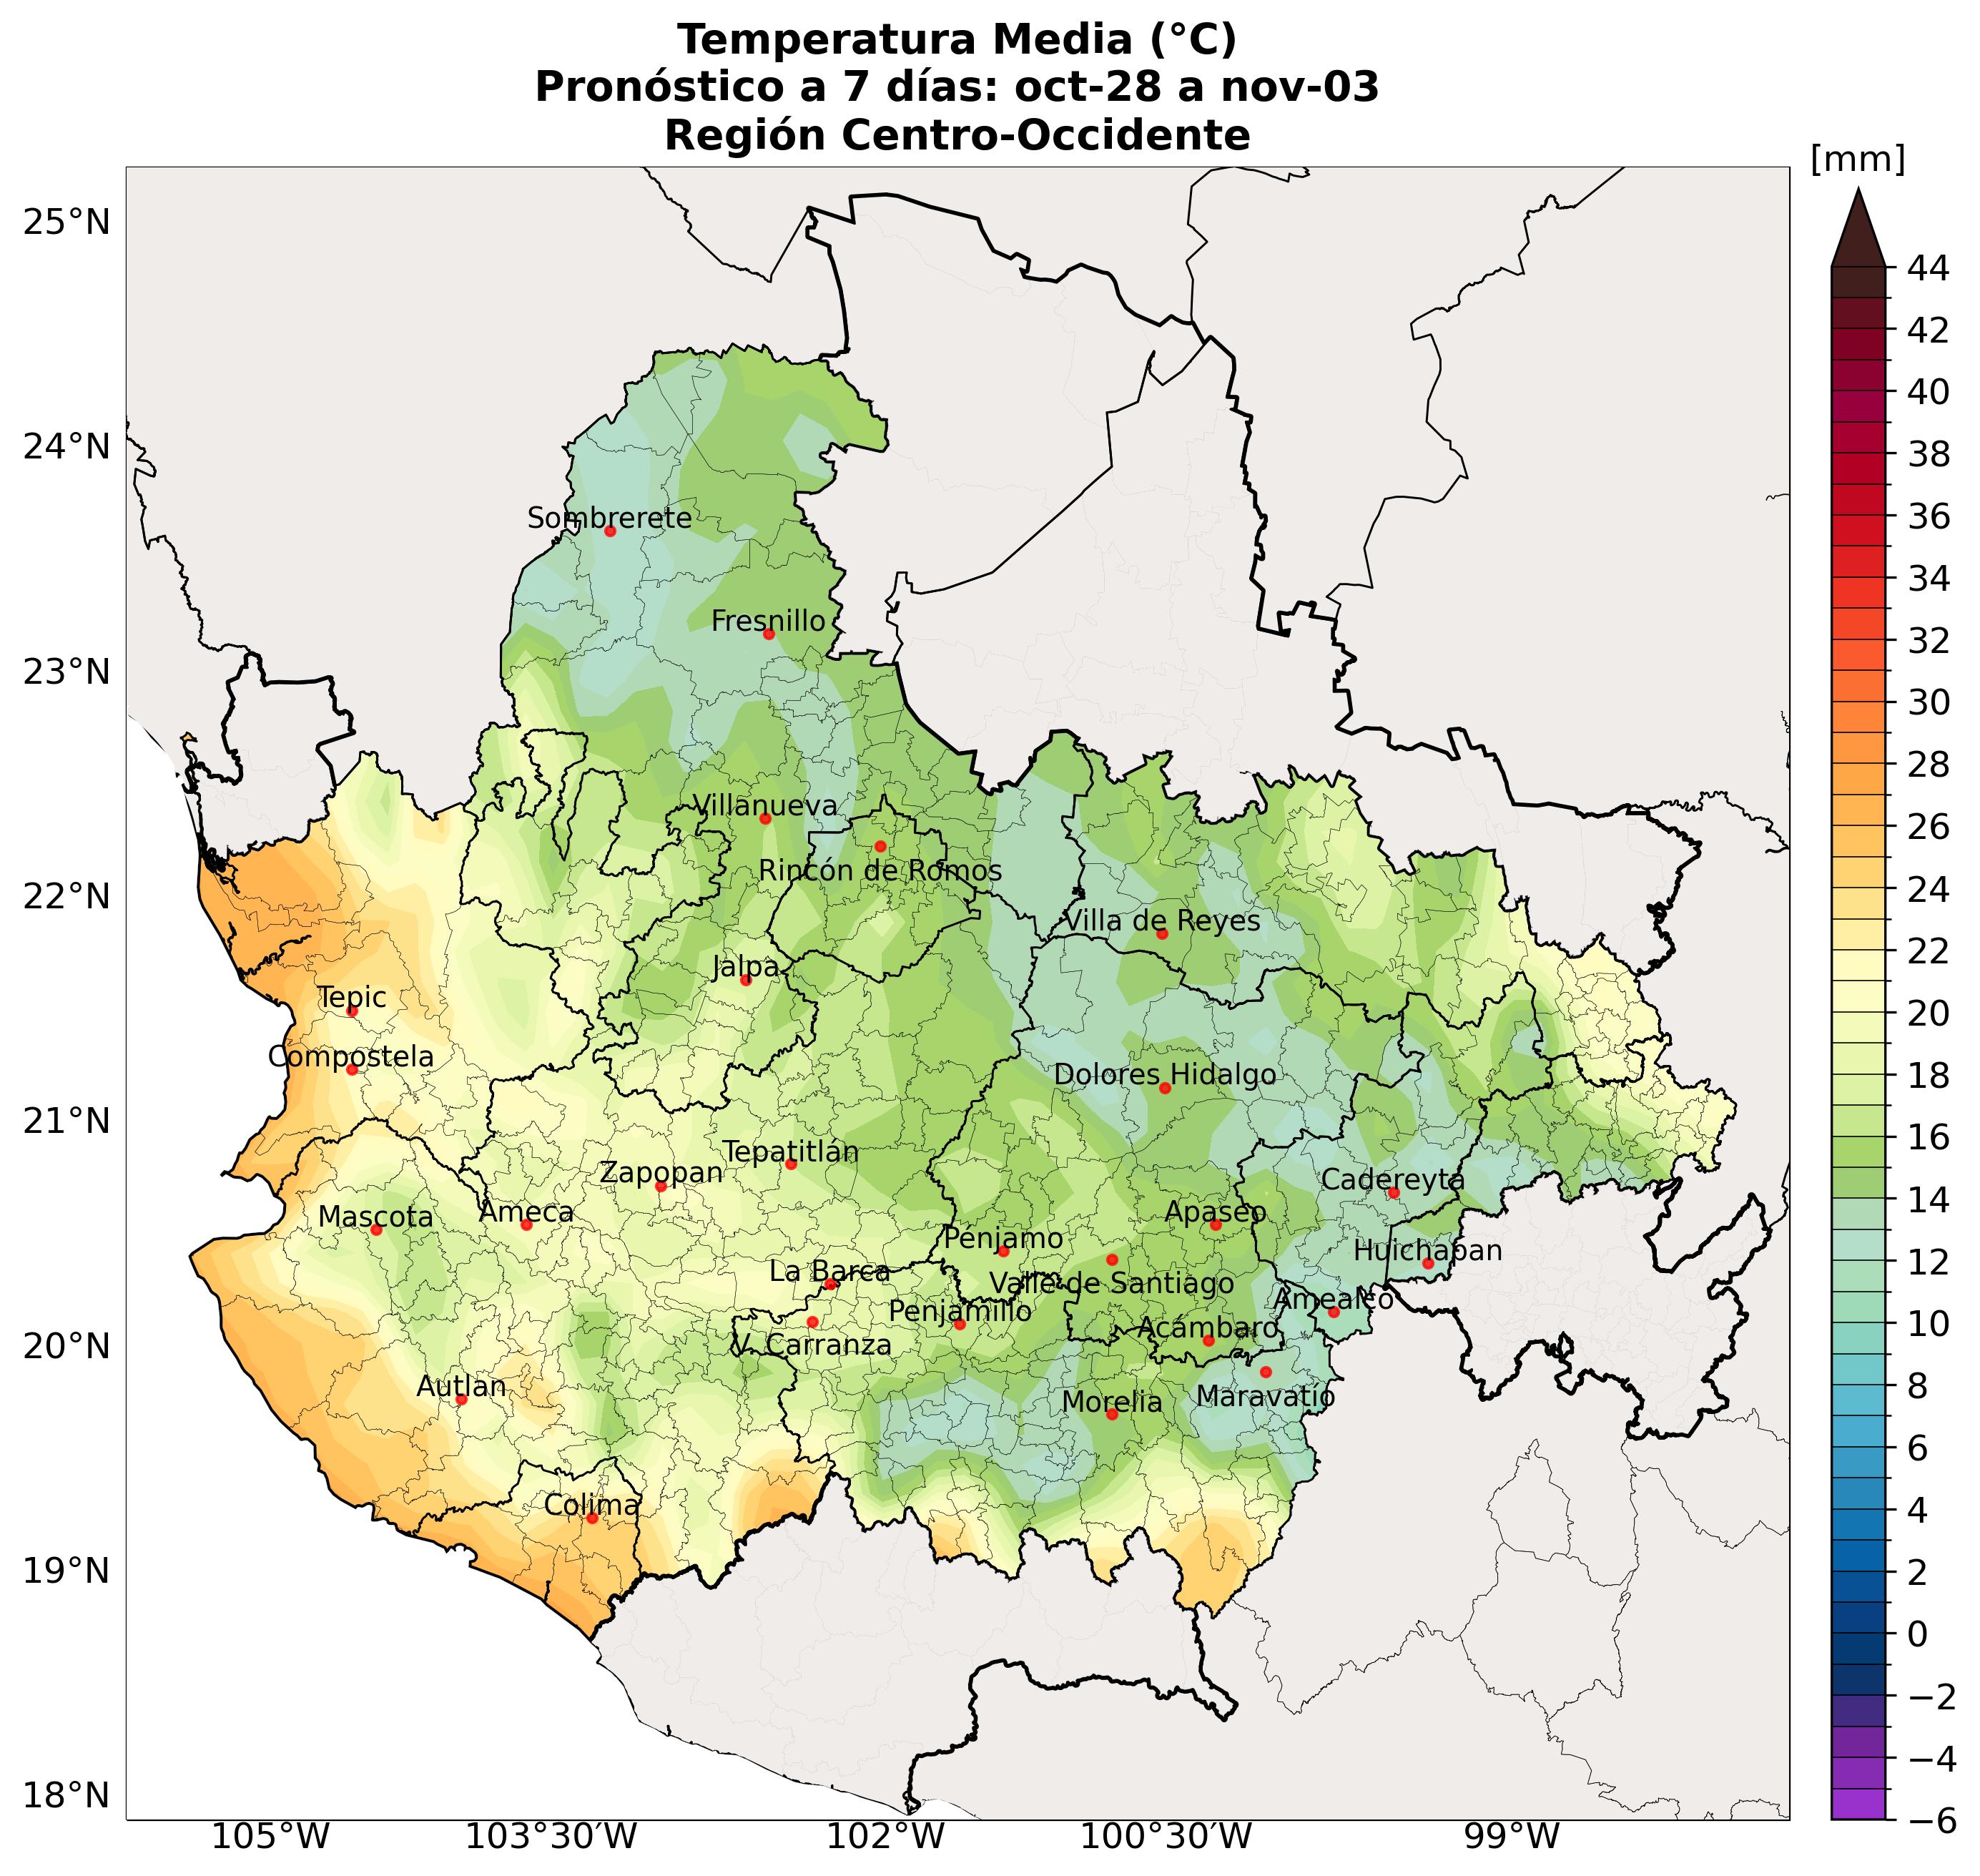 Temperatura Media (°C)
Pronóstico a 7 días: oct-28 a nov-03
Región Centro-Occidente
[mm]
25°N
24°N
23°N
22°N
21°N
20°N
19°N
18°N
Sombrerete
Fresnillo
Villanueva
Rincón de Romos
Villa de Reyes
Jalpa
Tepic
Compostela
Dolores Hidalgo
Tepatitlán
Zapopan
Cadereyta
Mascota
Ameca
Apaseo
Pénjamo
Huichapan
La Barca
Valle de Santiago
Amealco
Penjamillo
Acámbaro
V. Carranza
Autlan
Morelia
Maravatío
Colima
105°W
103°30′W
102°W
100°30′W
99°W
44
42
40
38
36
34
32
30
28
26
24
22
20
18
16
14
12
10
8
6
4
2
0
−2
−4
−6